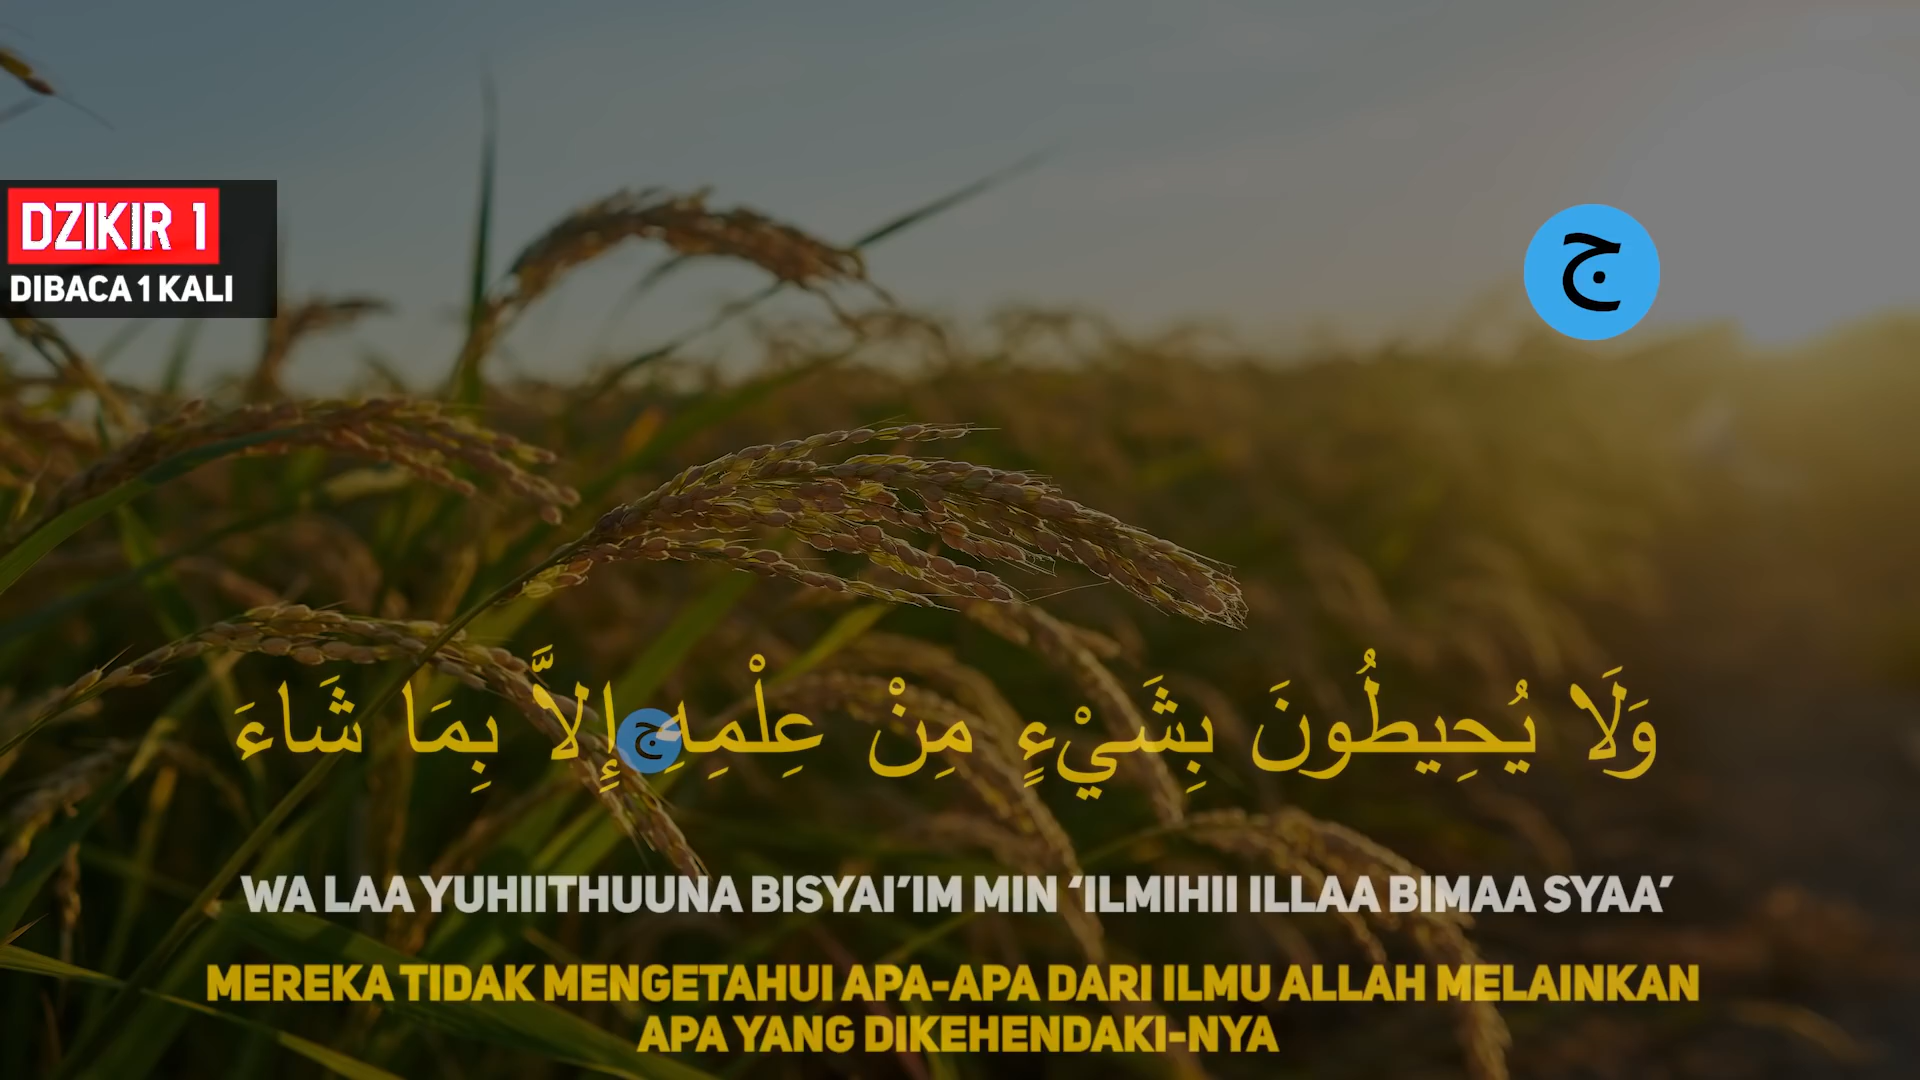 DZIKIR 1
DIBACA 1 KALI
ج
وَلَا يُحِيطُونَ بِشَيْءٍ مِنْ عِلْمِهِ ج إِلاَّ بِمَا شَاءَ
WA LAA YUHIITHUUNA BISYAI’IM MIN ‘ILMIHII ILLAA BIMAA SYAA’
MEREKA TIDAK MENGETAHUI APA-APA DARI ILMU ALLAH MELAINKAN
APA YANG DIKEHENDAKI-NYA